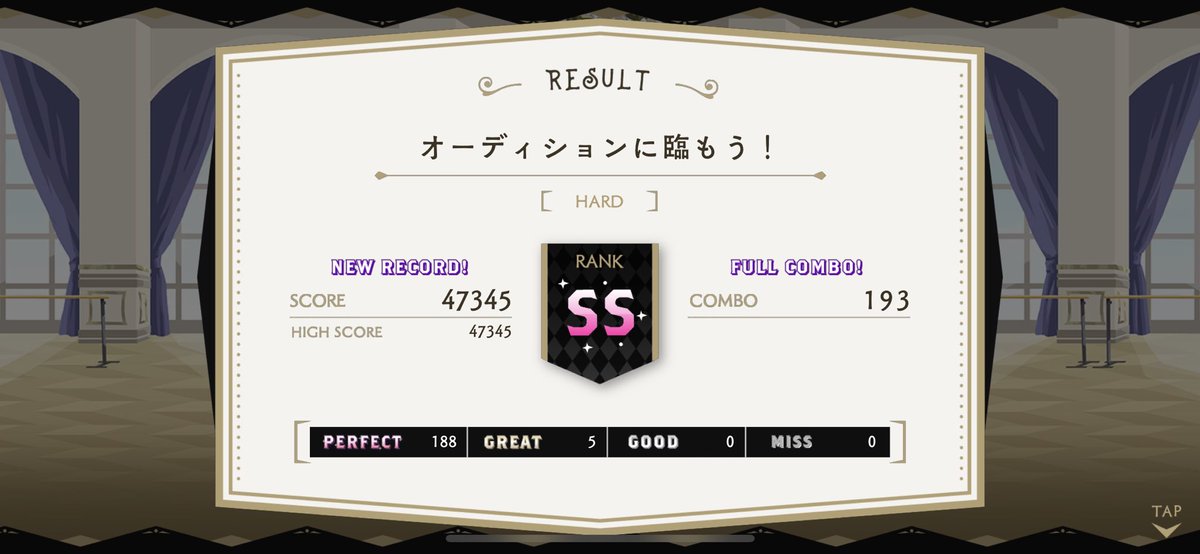 RESULT
オーディションに臨もう！
HARD
NEW RECORD!
SCORE 47345
HIGH SCORE 47345
RANK
SS
FULL COMBO!
COMBO 193
PERFECT 188 GREAT 5 GOOD 0 MISS 0
TAP